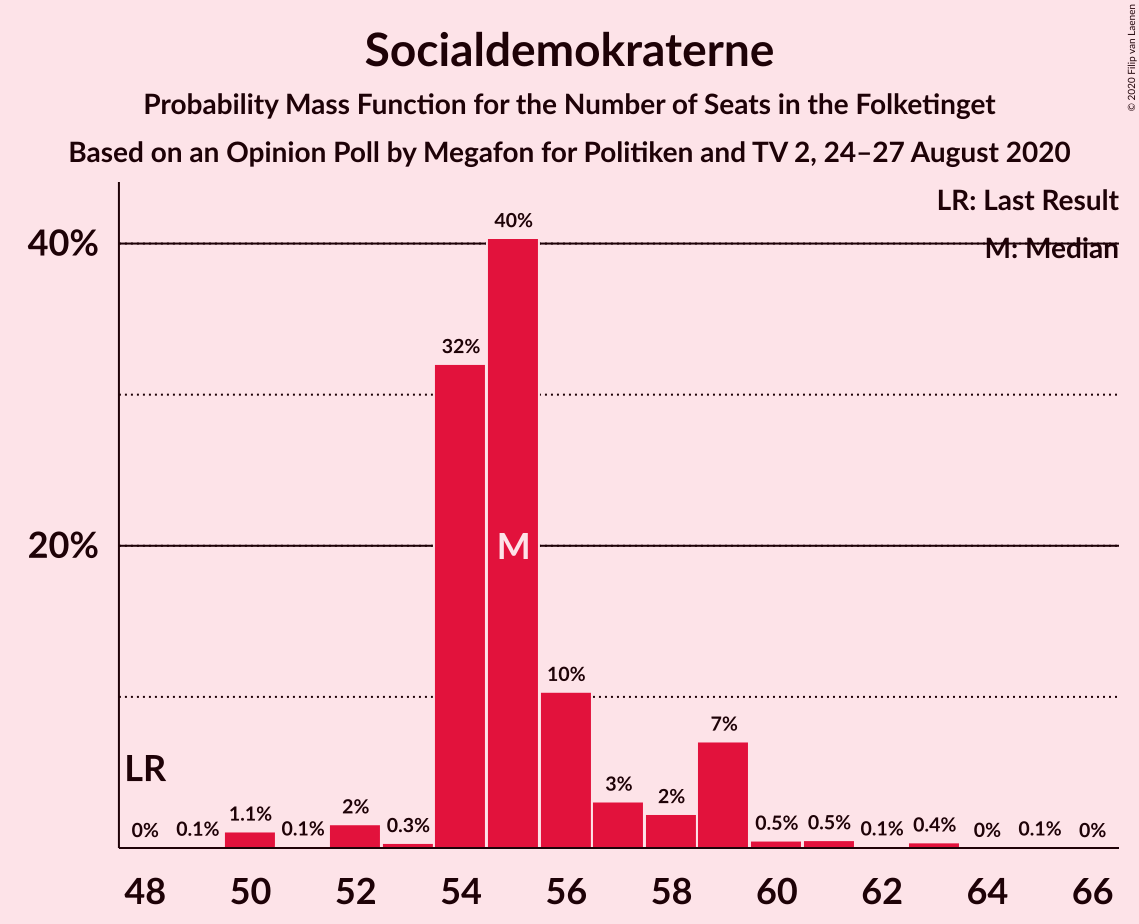 Socialdemokraterne
Probability Mass Function for the Number of Seats in the Folketinget
Based on an Opinion Poll by Megafon for Politiken and TV 2, 24–27 August 2020
© 2020 Filip van Laenen
LR: Last Result
M: Median
40%
20%
LR
M
0%
0.1%
1.1%
0.1%
2%
0.3%
32%
40%
10%
3%
2%
7%
0.5%
0.5%
0.1%
0.4%
0%
0.1%
0%
48 50 52 54 56 58 60 62 64 66